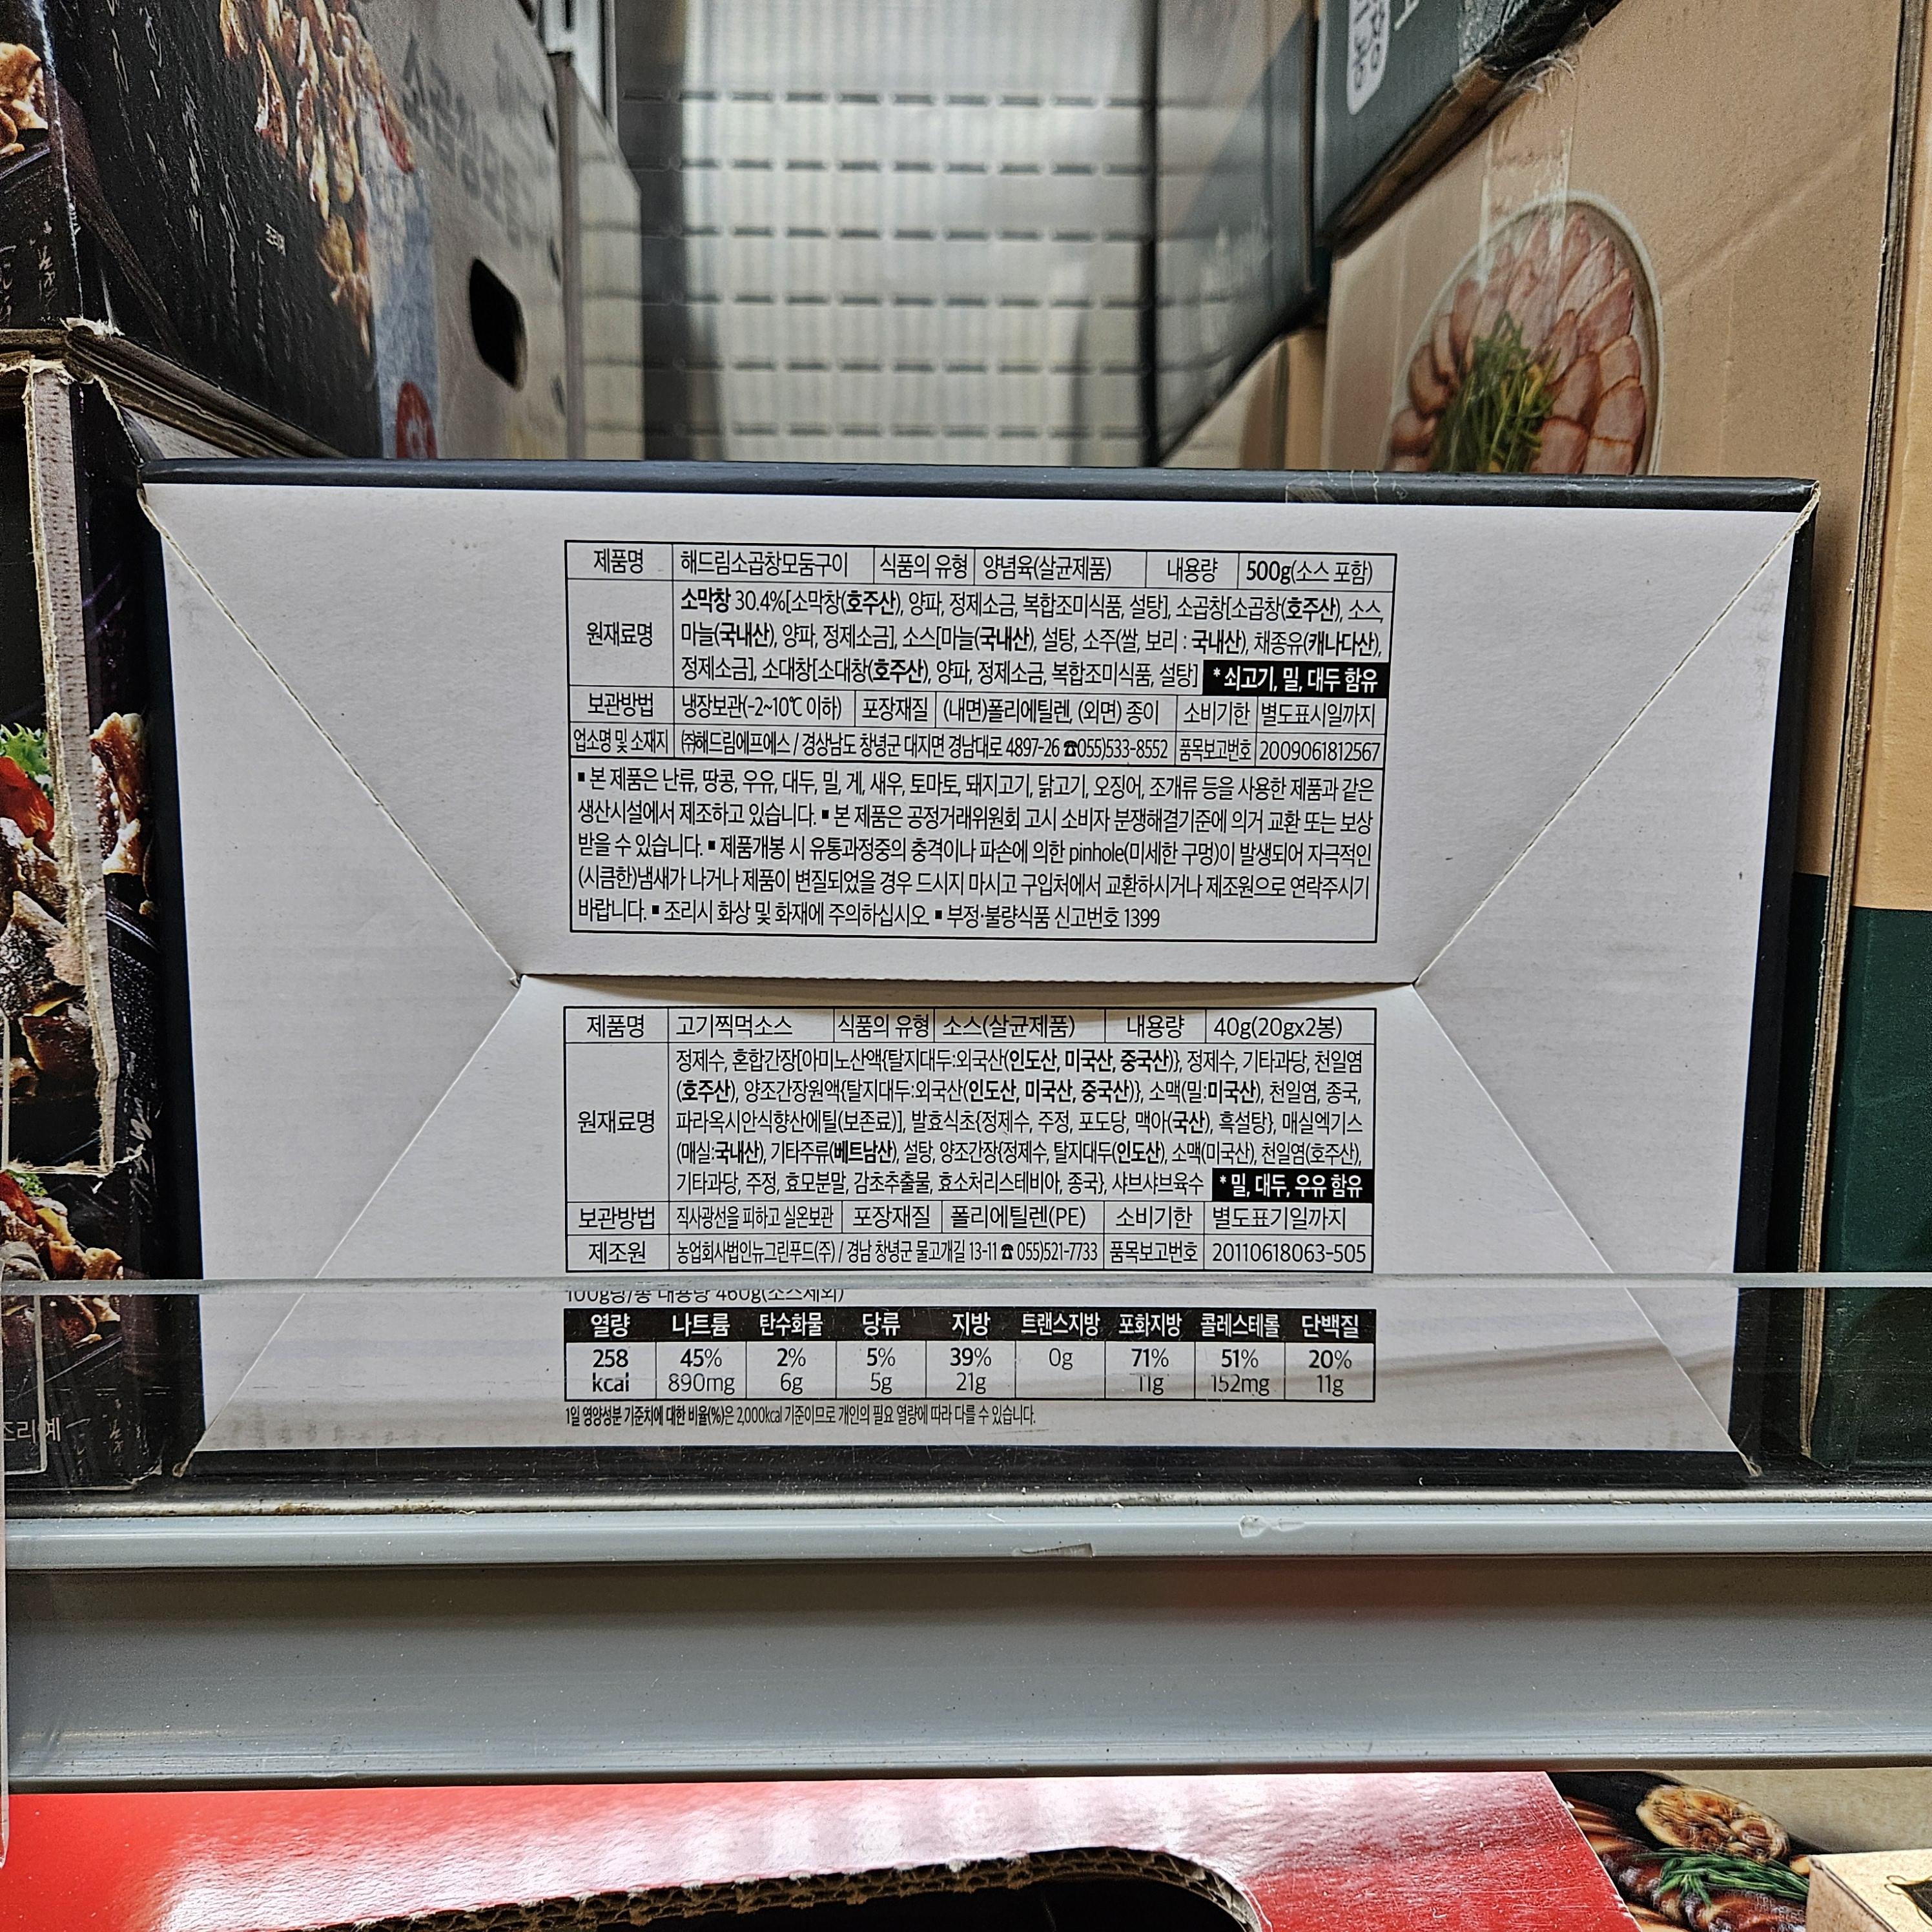 제품명 해드림소곱창모둠구이 식품의 유형 양념육(살균제품) 내용량 500g(소스 포함)
원재료명
소막창 30.4%[소막창(호주산), 양파, 정제소금, 복합조미식품, 설탕], 소곱창[소곱창(호주산), 소스,
마늘(국내산), 양파, 정제소금], 소스[마늘(국내산), 설탕, 소주(쌀, 보리 : 국내산), 채종유(캐나다산),
정제소금], 소대창[소대창(호주산), 양파, 정제소금, 복합조미식품, 설탕] * 쇠고기, 밀, 대두 함유
보관방법 냉장보관(-2~10℃ 이하) 포장재질 (내면)폴리에틸렌, (외면) 종이 소비기한 별도표시일까지
업소명 및 소재지 ㈜해드림에프에스 / 경상남도 창녕군 대지면 경남대로 4897-26 ☎055)533-8552 품목보고번호 2009061812567
▪ 본 제품은 난류, 땅콩, 우유, 대두, 밀, 게, 새우, 토마토, 돼지고기, 닭고기, 오징어, 조개류 등을 사용한 제품과 같은
생산시설에서 제조하고 있습니다. ▪ 본 제품은 공정거래위원회 고시 소비자 분쟁해결기준에 의거 교환 또는 보상
받을 수 있습니다. ▪ 제품개봉 시 유통과정중의 충격이나 파손에 의한 pinhole(미세한 구멍)이 발생되어 자극적인
(시큼한)냄새가 나거나 제품이 변질되었을 경우 드시지 마시고 구입처에서 교환하시거나 제조원으로 연락주시기
바랍니다. ▪ 조리시 화상 및 화재에 주의하십시오. ▪ 부정·불량식품 신고번호 1399
제품명 고기찍먹소스 식품의 유형 소스(살균제품) 내용량 40g(20gx2봉)
원재료명
정제수, 혼합간장[아미노산액{탈지대두:외국산(인도산, 미국산, 중국산)}, 정제수, 기타과당, 천일염
(호주산), 양조간장원액{탈지대두:외국산(인도산, 미국산, 중국산)}, 소맥(밀:미국산), 천일염, 종국,
파라옥시안식향산에틸(보존료)], 발효식초{정제수, 주정, 포도당, 맥아(국산), 흑설탕}, 매실엑기스
(매실:국내산), 기타주류(베트남산), 설탕, 양조간장{정제수, 탈지대두(인도산), 소맥(미국산), 천일염(호주산),
기타과당, 주정, 효모분말, 감초추출물, 효소처리스테비아, 종국}, 샤브샤브육수 * 밀, 대두, 우유 함유
보관방법 직사광선을 피하고 실온보관 포장재질 폴리에틸렌(PE) 소비기한 별도표기일까지
제조원 농업회사법인뉴그린푸드(주) / 경남 창녕군 물고개길 13-11 ☎ 055)521-7733 품목보고번호 20110618063-505
100g당/총 내용량 460g(소스제외)
열량 나트륨 탄수화물 당류 지방 트랜스지방 포화지방 콜레스테롤 단백질
258 45% 2% 5% 39% 0g 71% 51% 20%
kcal 890mg 6g 5g 21g 11g 152mg 11g
1일 영양성분 기준치에 대한 비율(%)은 2,000kcal 기준이므로 개인의 필요 열량에 따라 다를 수 있습니다.
조리예